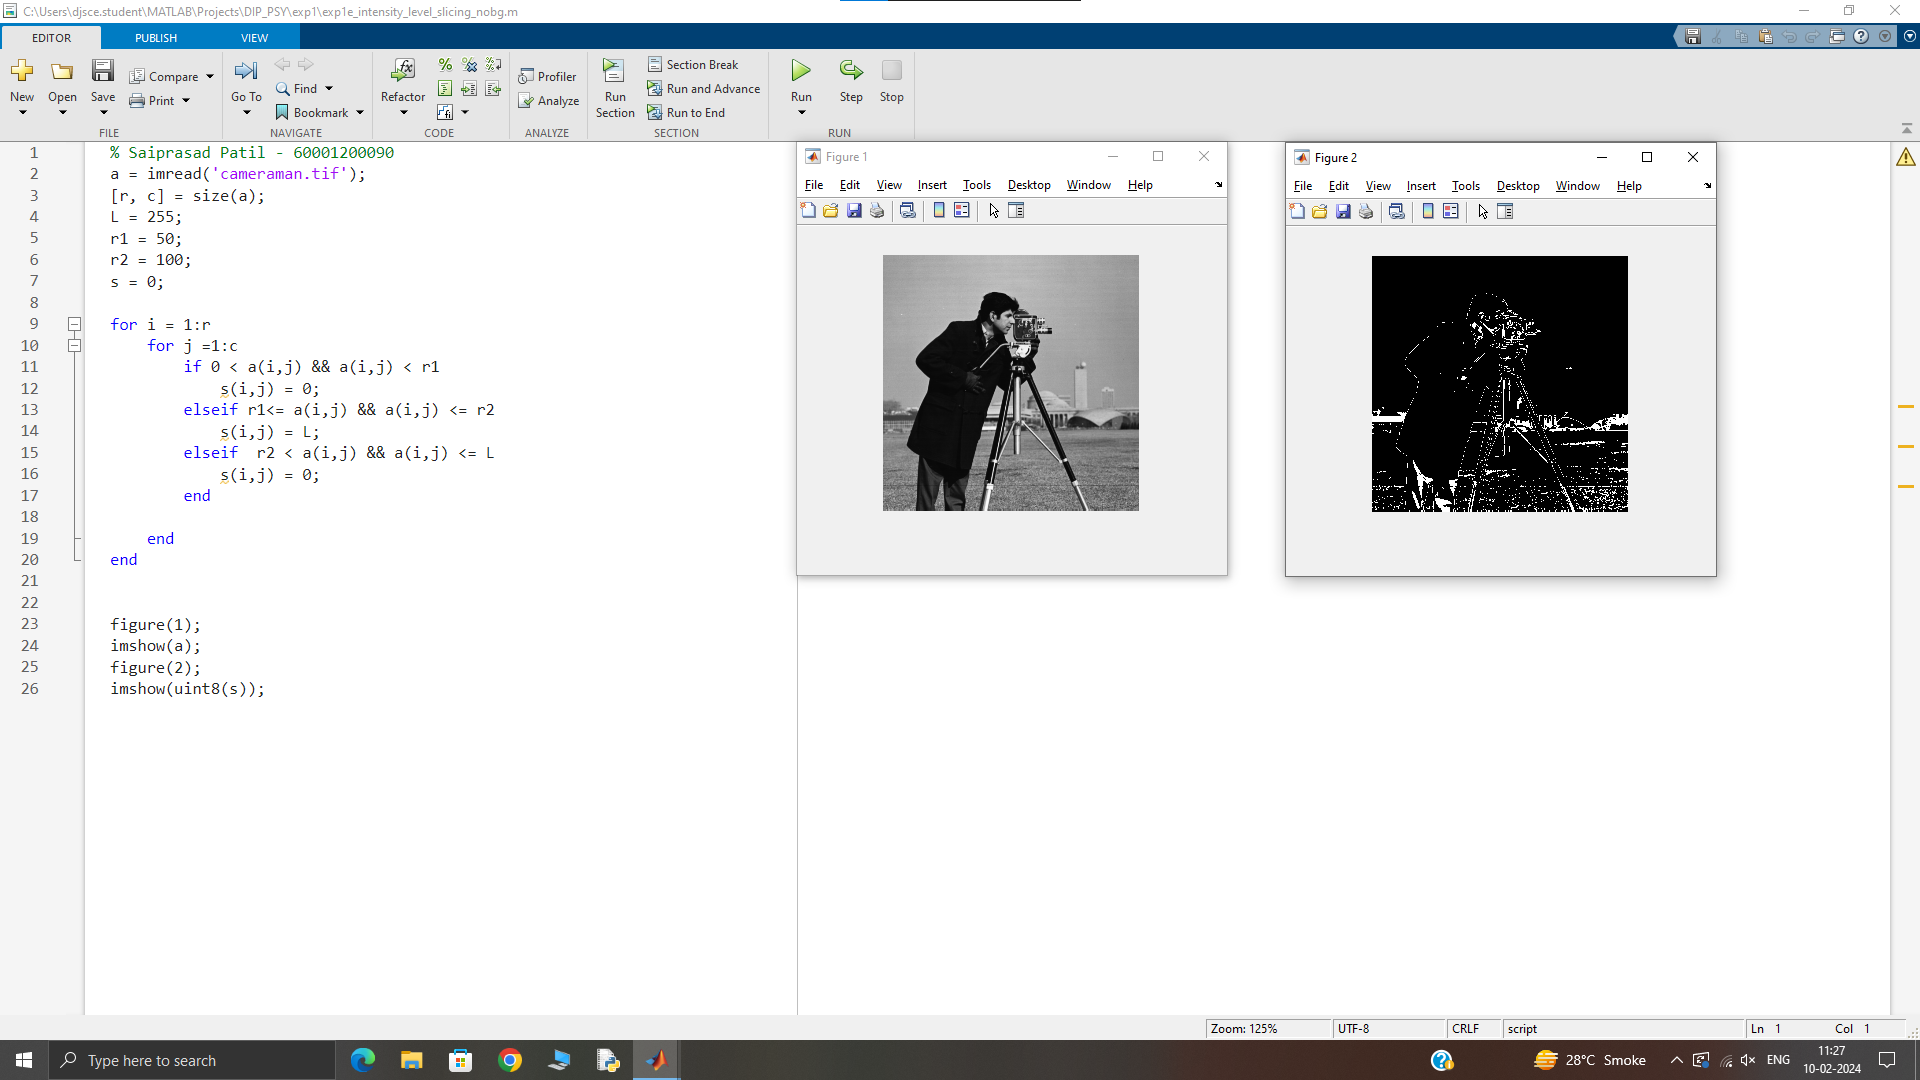 C:\Users\djsce.student\MATLAB\Projects\DIP_PSY\exp1\exp1e_intensity_level_slicing_nobg.m
EDITOR PUBLISH VIEW
New Open Save Compare Print
Go To Find Bookmark
Refactor
Profiler Analyze
Run Section Section Break Run and Advance Run to End
Run Step Stop
FILE NAVIGATE CODE ANALYZE SECTION RUN
1 % Saiprasad Patil - 60001200090
2 a = imread('cameraman.tif');
3 [r, c] = size(a);
4 L = 255;
5 r1 = 50;
6 r2 = 100;
7 s = 0;
8
9 for i = 1:r
10     for j =1:c
11         if 0 < a(i,j) && a(i,j) < r1
12             s(i,j) = 0;
13         elseif r1<= a(i,j) && a(i,j) <= r2
14             s(i,j) = L;
15         elseif  r2 < a(i,j) && a(i,j) <= L
16             s(i,j) = 0;
17         end
18
19     end
20 end
21
22
23 figure(1);
24 imshow(a);
25 figure(2);
26 imshow(uint8(s));
Figure 1
File Edit View Insert Tools Desktop Window Help
Figure 2
File Edit View Insert Tools Desktop Window Help
Zoom: 125% UTF-8 CRLF script Ln 1 Col 1
Type here to search
28°C Smoke ENG
11:27
10-02-2024